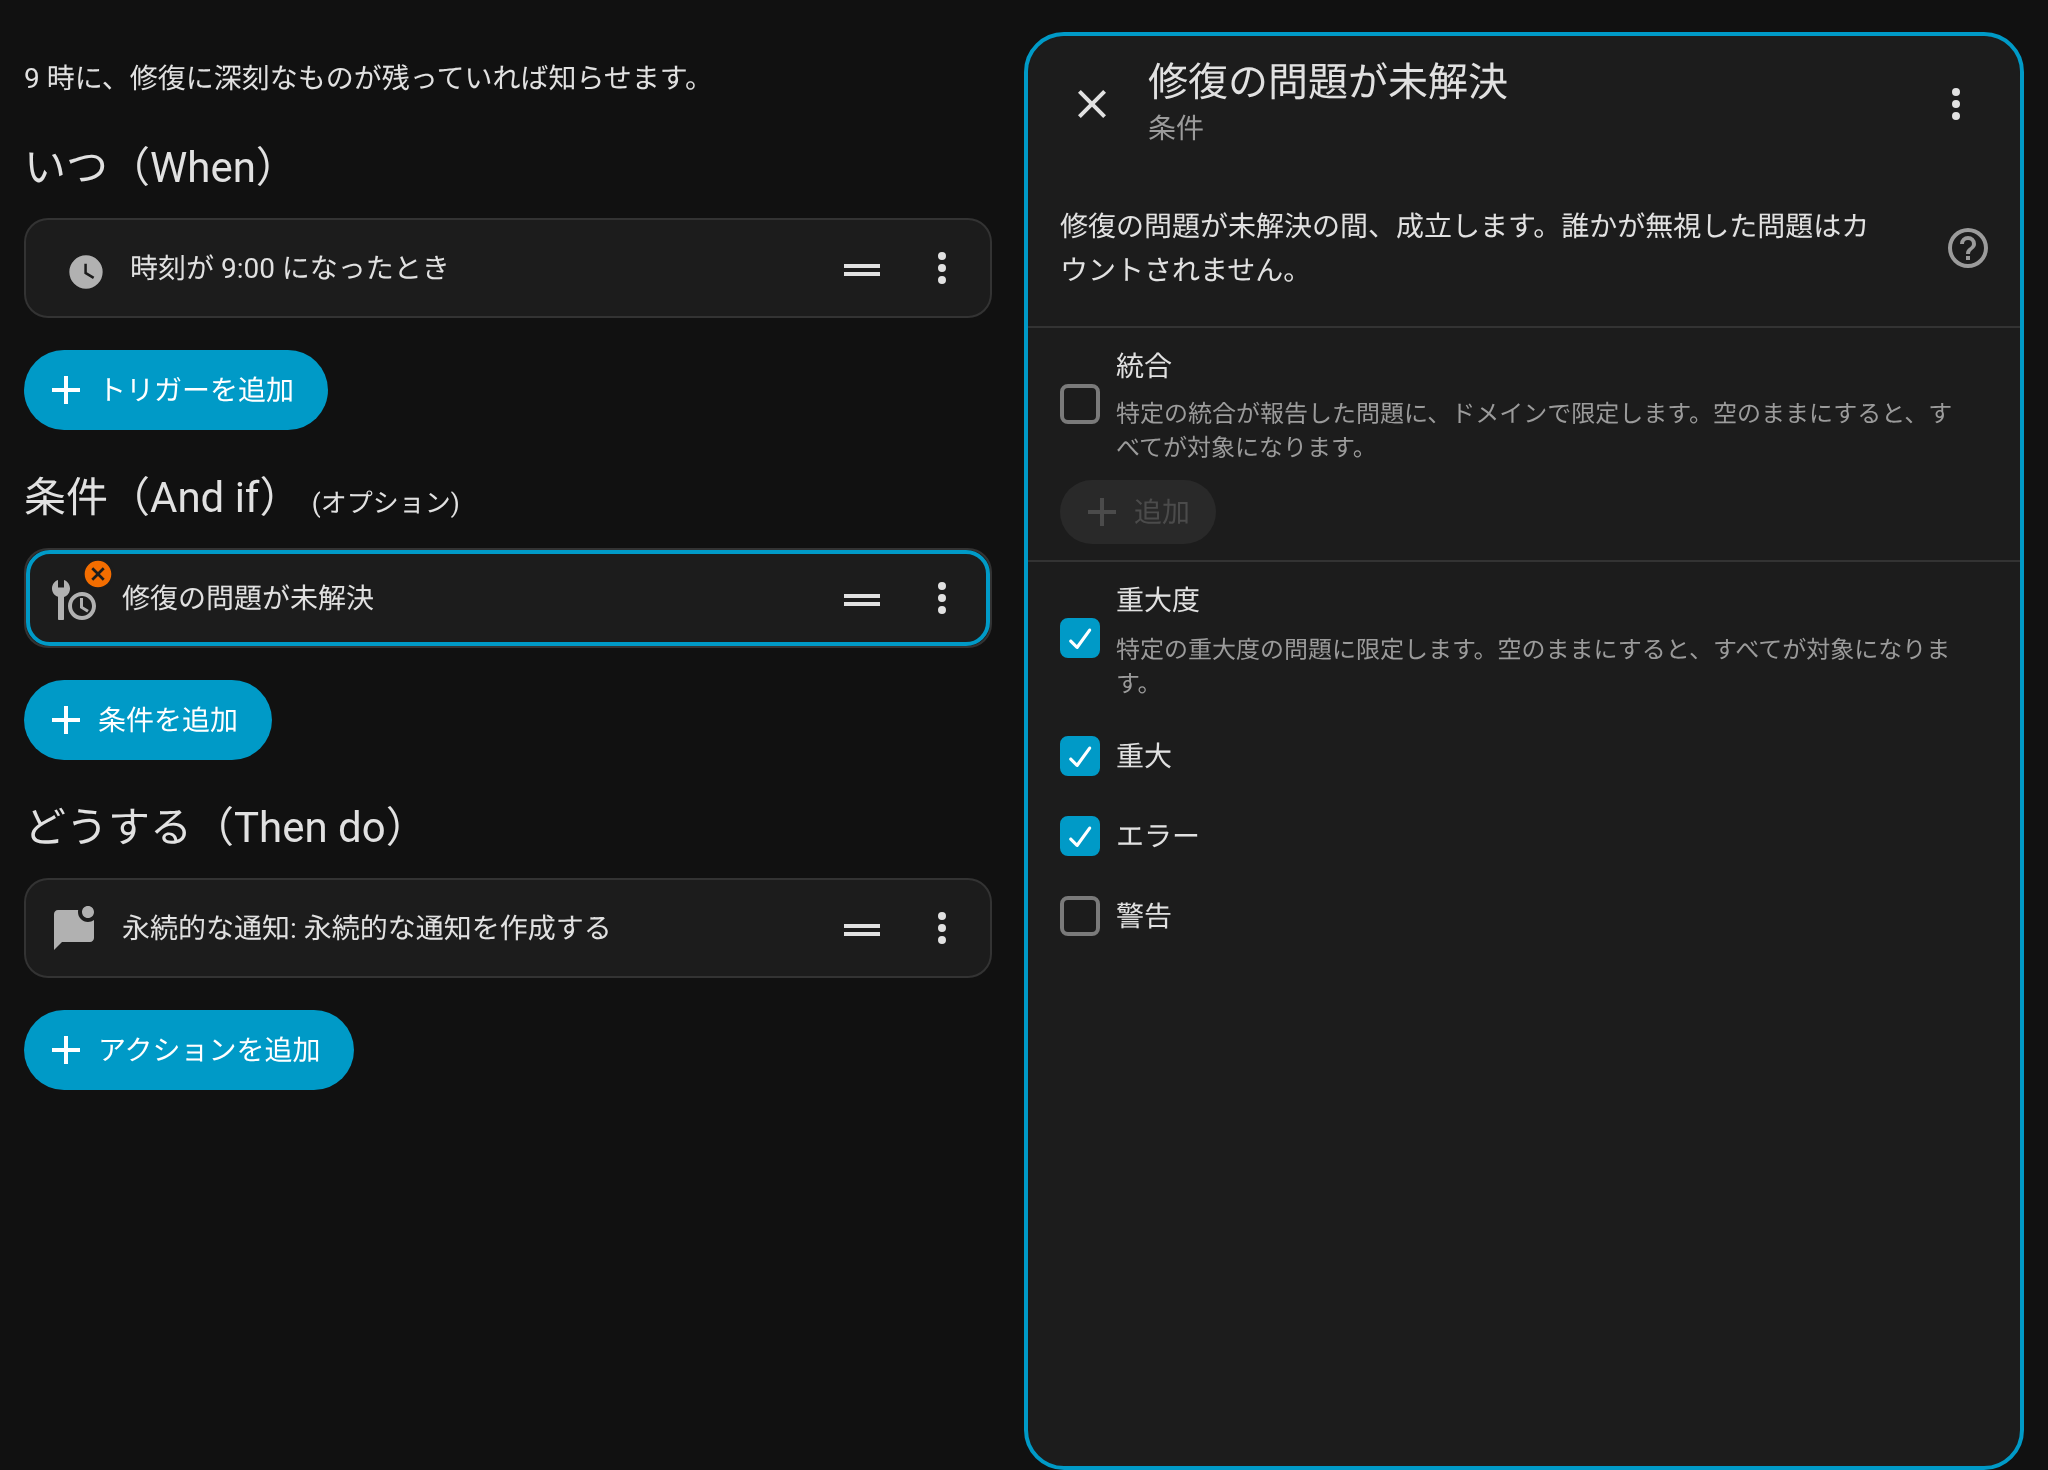 9 時に、修復に深刻なものが残っていれば知らせます。
いつ（When）
時刻が 9:00 になったとき
トリガーを追加
条件（And if） (オプション)
修復の問題が未解決
条件を追加
どうする（Then do）
永続的な通知: 永続的な通知を作成する
アクションを追加
修復の問題が未解決
条件
修復の問題が未解決の間、成立します。誰かが無視した問題はカ
ウントされません。
統合
特定の統合が報告した問題に、ドメインで限定します。空のままにすると、す
べてが対象になります。
追加
重大度
特定の重大度の問題に限定します。空のままにすると、すべてが対象になりま
す。
重大
エラー
警告